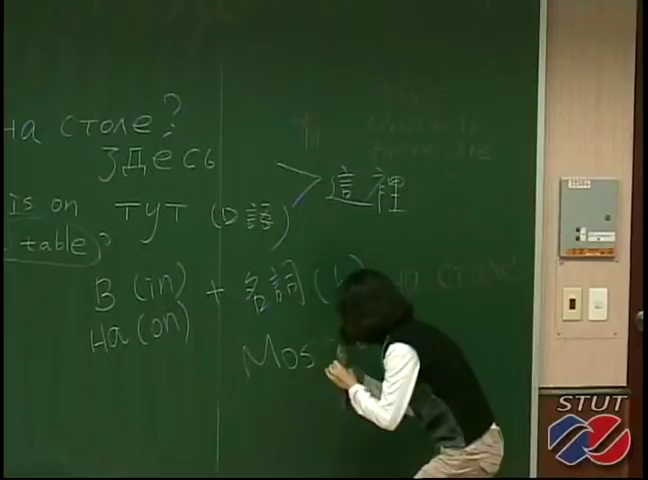 на столе?
здесь
is on
тут (口語)
這裡
table?
в (in)
на (on)
+ 名詞
Mos
на столе
STUT